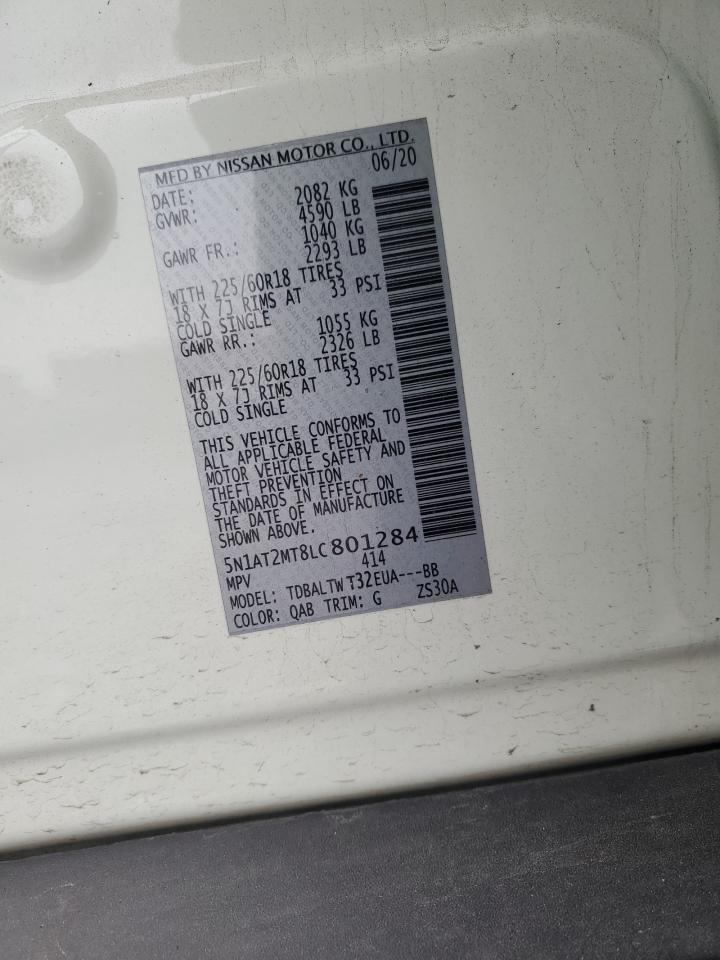 MFD BY NISSAN MOTOR CO., LTD.
DATE: 06/20
GVWR: 2082 KG
4590 LB
GAWR FR.: 1040 KG
2293 LB
WITH 225/60R18 TIRES
18 X 7J RIMS AT 33 PSI
COLD SINGLE
GAWR RR.: 1055 KG
2326 LB
WITH 225/60R18 TIRES
18 X 7J RIMS AT 33 PSI
COLD SINGLE
THIS VEHICLE CONFORMS TO
ALL APPLICABLE FEDERAL
MOTOR VEHICLE SAFETY AND
THEFT PREVENTION
STANDARDS IN EFFECT ON
THE DATE OF MANUFACTURE
SHOWN ABOVE.
5N1AT2MT8LC801284
MPV 414
MODEL: TDBALTWT32EUA---BB
COLOR: QAB TRIM: G ZS30A